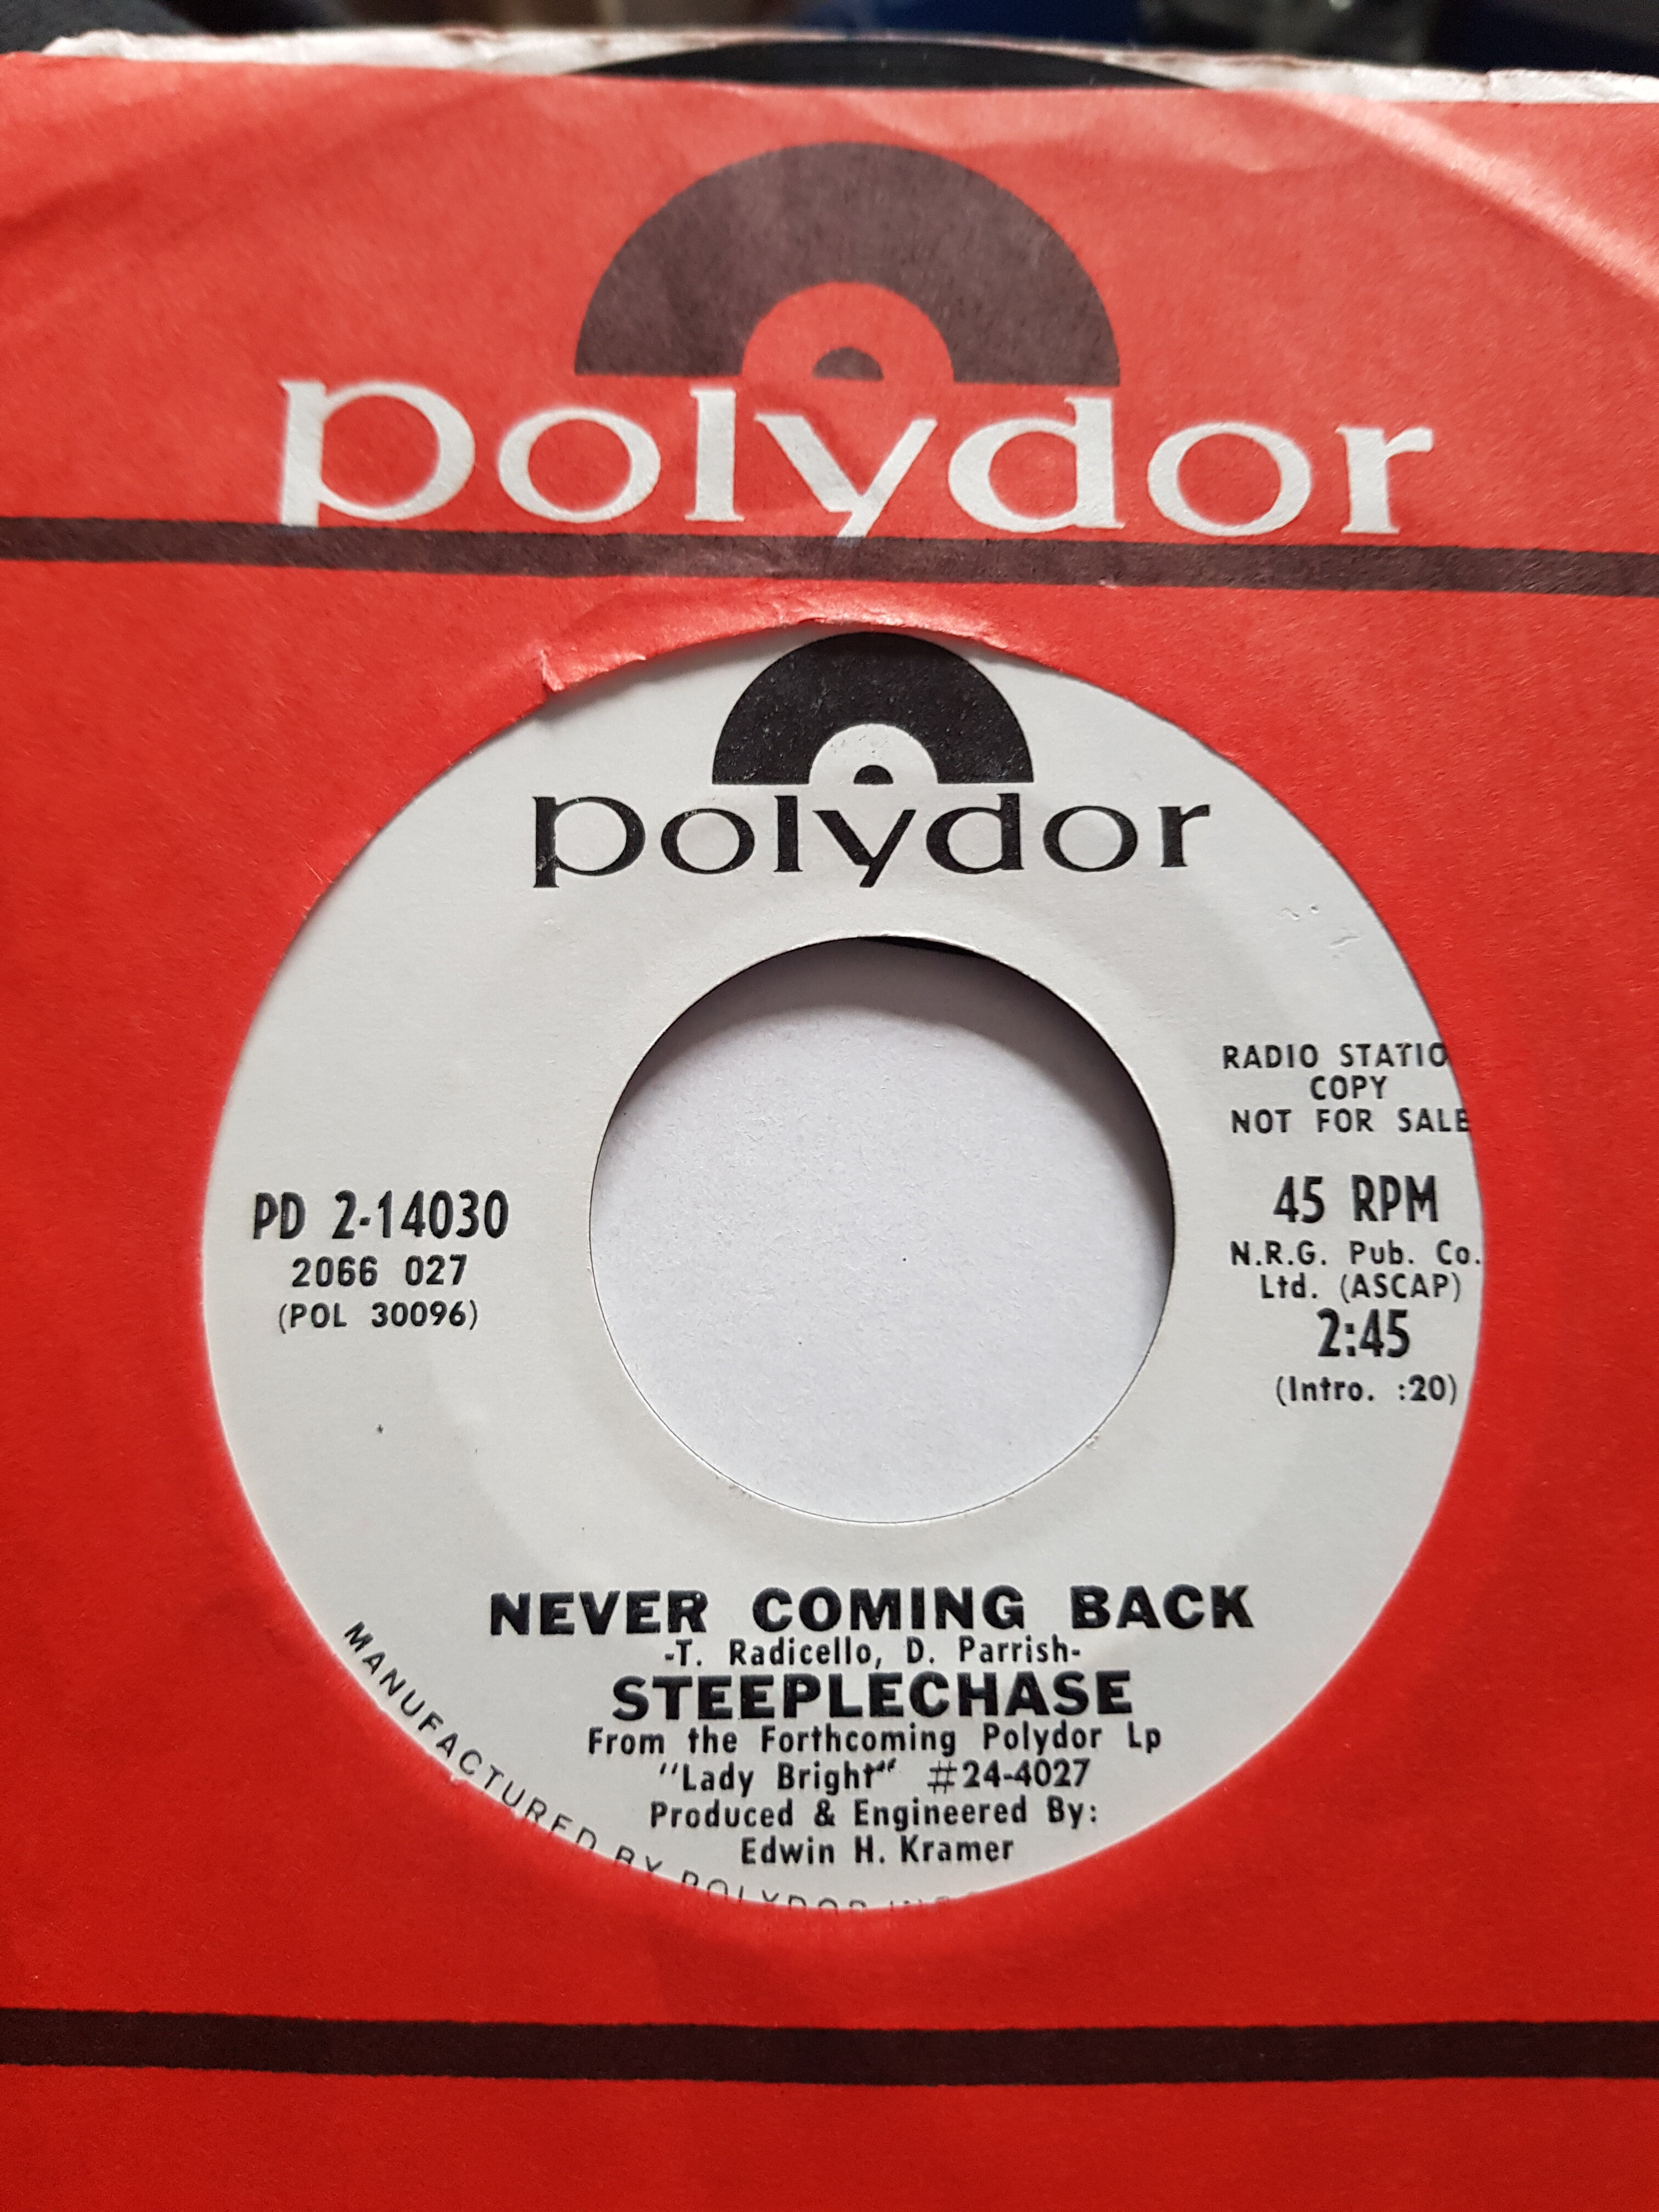 polydor
polydor
RADIO STATIO
COPY
NOT FOR SALE
PD 2-14030
2066 027
(POL 30096)
45 RPM
N.R.G. Pub. Co.
Ltd. (ASCAP)
2:45
(Intro. :20)
NEVER COMING BACK
-T. Radicello, D. Parrish-
STEEPLECHASE
From the Forthcoming Polydor Lp
"Lady Bright" #24-4027
Produced & Engineered By:
Edwin H. Kramer
MANUFACTURED BY POLYDOR INC